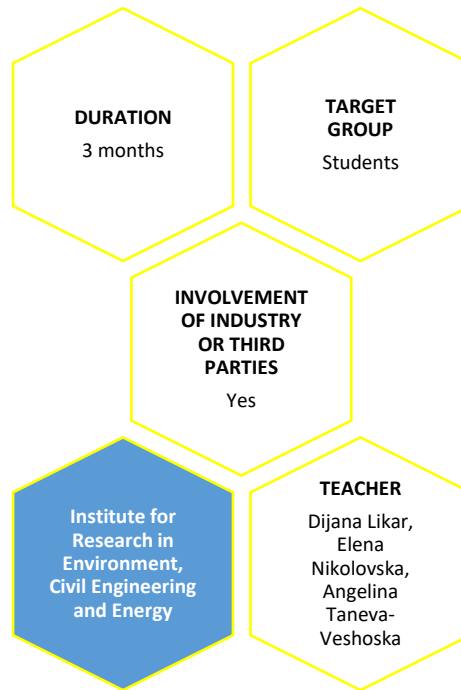 DURATION
3 months
TARGET
GROUP
Students
INVOLVEMENT
OF INDUSTRY
OR THIRD
PARTIES
Yes
Institute for
Research in
Environment,
Civil Engineering
and Energy
TEACHER
Dijana Likar,
Elena
Nikolovska,
Angelina
Taneva-
Veshoska